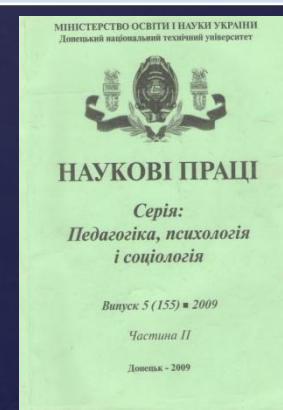 МІНІСТЕРСТВО ОСВІТИ І НАУКИ УКРАЇНИ
Донецький національний технічний університет
НАУКОВІ ПРАЦІ
Серія:
Педагогіка, психологія
і соціологія
Випуск 5 (155) ■ 2009
Частина II
Донецьк - 2009